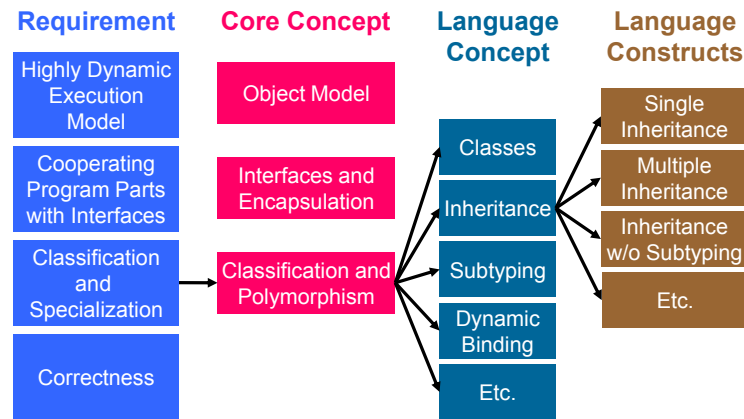 Requirement
Highly Dynamic
Execution
Model
Cooperating
Program Parts
with Interfaces
Classification
and
Specialization
Correctness
Core Concept
Object Model
Interfaces and
Encapsulation
Classification and
Polymorphism
Language
Concept
Classes
Inheritance
Subtyping
Dynamic
Binding
Etc.
Language
Constructs
Single
Inheritance
Multiple
Inheritance
Inheritance
w/o Subtyping
Etc.